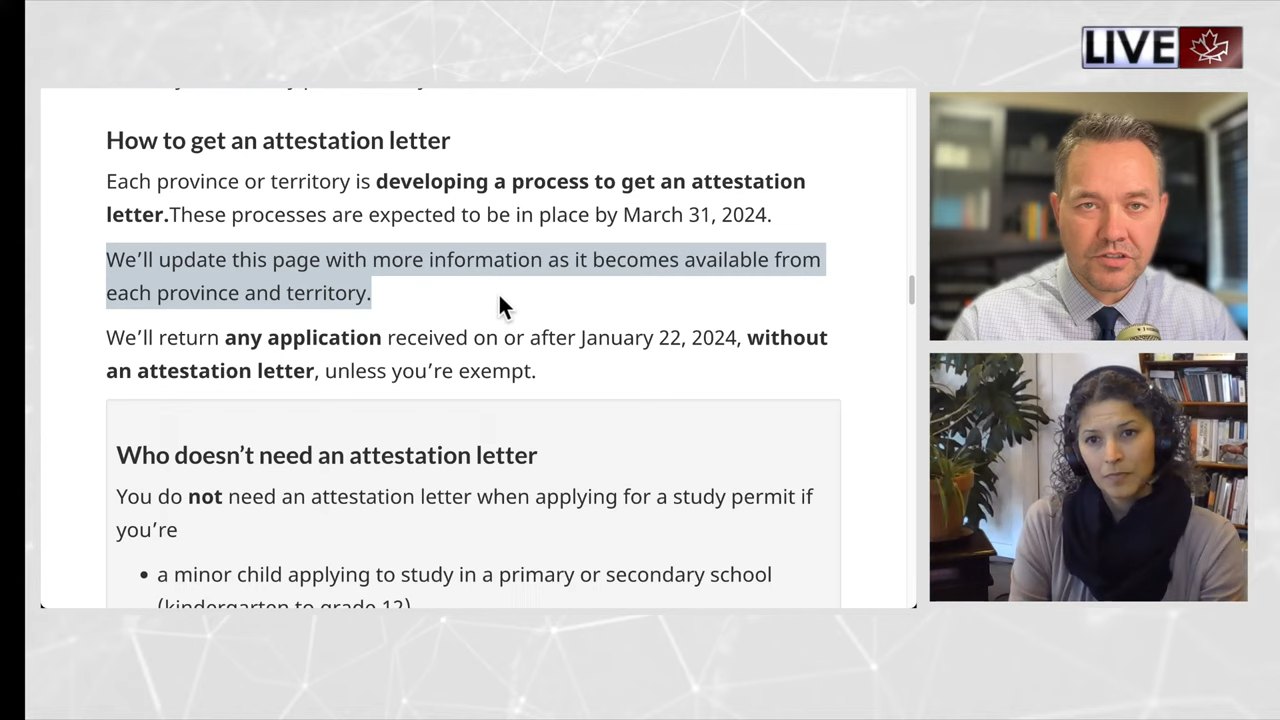 LIVE
How to get an attestation letter
Each province or territory is developing a process to get an attestation
letter.These processes are expected to be in place by March 31, 2024.
We’ll update this page with more information as it becomes available from
each province and territory.
We’ll return any application received on or after January 22, 2024, without
an attestation letter, unless you’re exempt.
Who doesn’t need an attestation letter
You do not need an attestation letter when applying for a study permit if
you’re
• a minor child applying to study in a primary or secondary school
(kindergarten to grade 12)